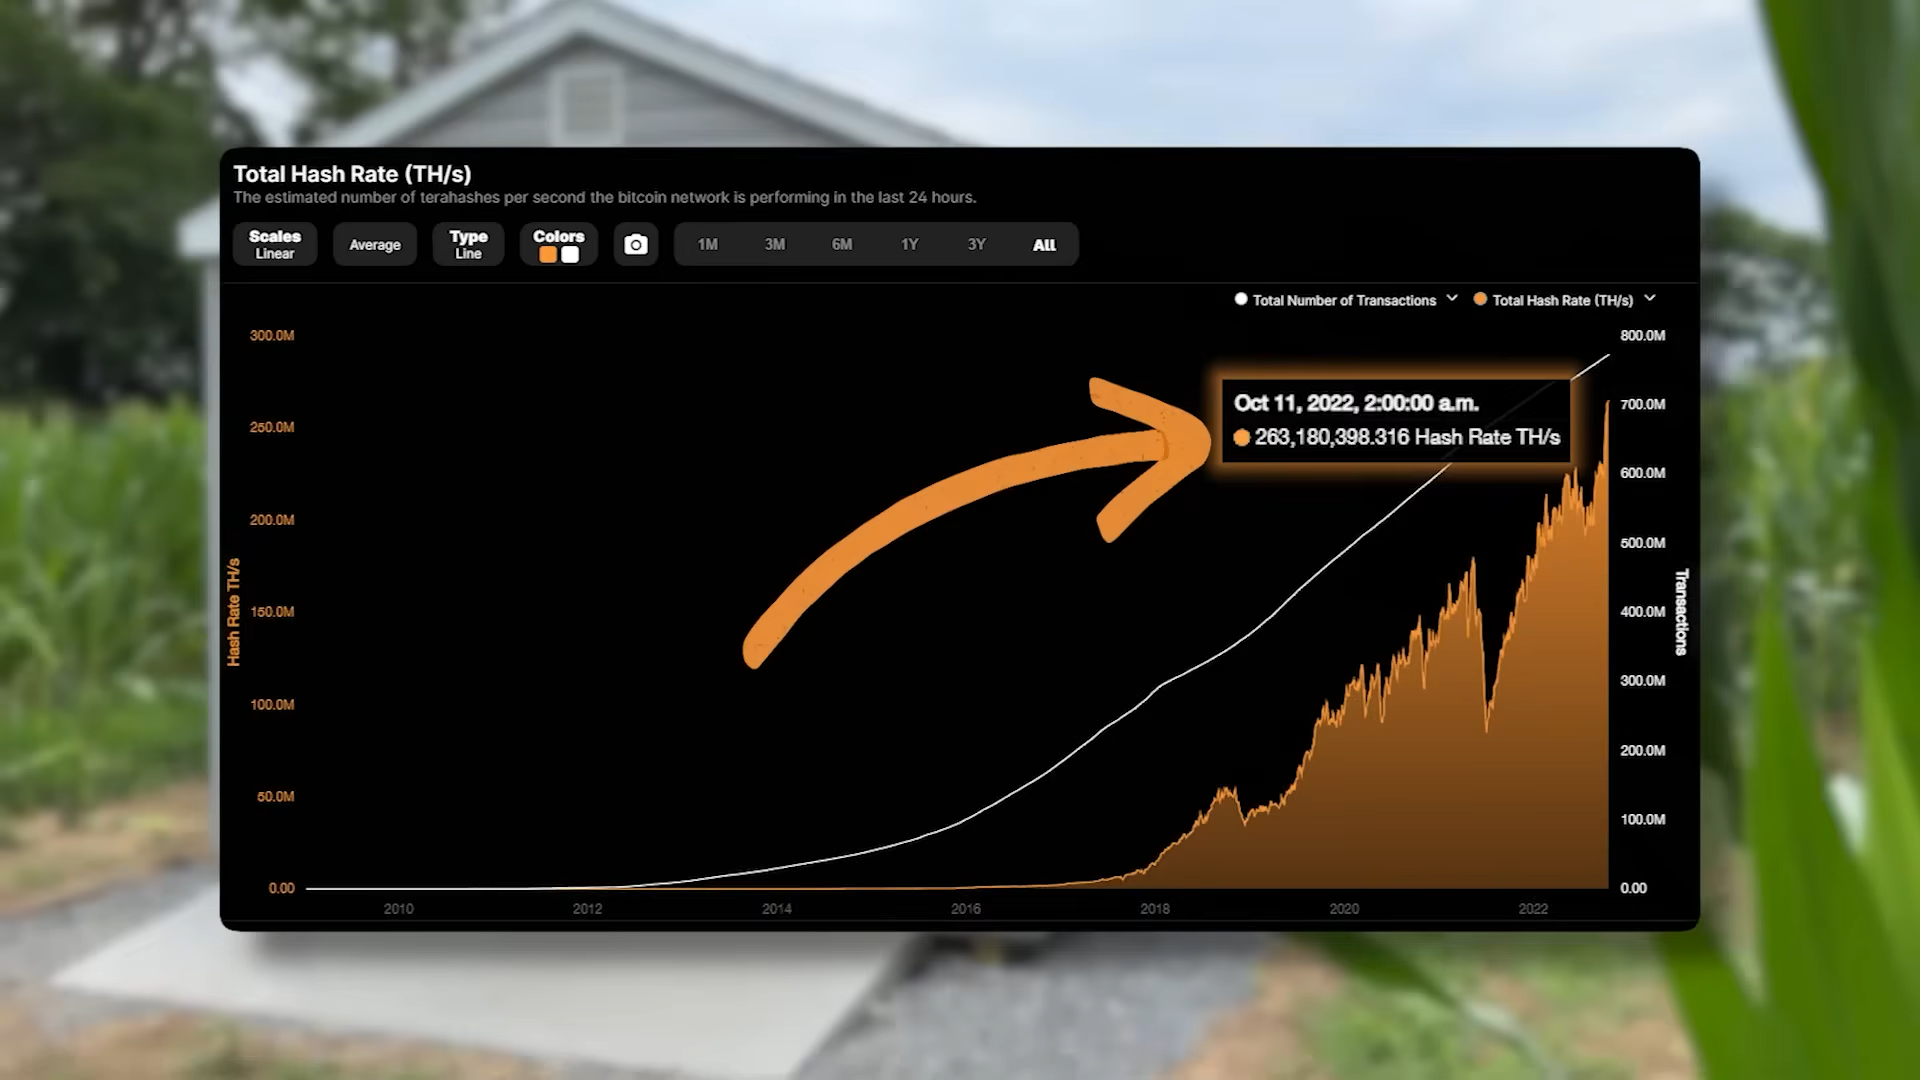 Total Hash Rate (TH/s)
The estimated number of terahashes per second the bitcoin network is performing in the last 24 hours.
Scales
Linear
Average
Type
Line
Colors
1M 3M 6M 1Y 3Y All
Total Number of Transactions Total Hash Rate (TH/s)
300.0M
250.0M
200.0M
150.0M
100.0M
50.0M
0.00
Hash Rate TH/s
Oct 11, 2022, 2:00:00 a.m.
263,180,398.316 Hash Rate TH/s
800.0M
700.0M
600.0M
500.0M
400.0M
300.0M
200.0M
100.0M
0.00
Transactions
2010 2012 2014 2016 2018 2020 2022